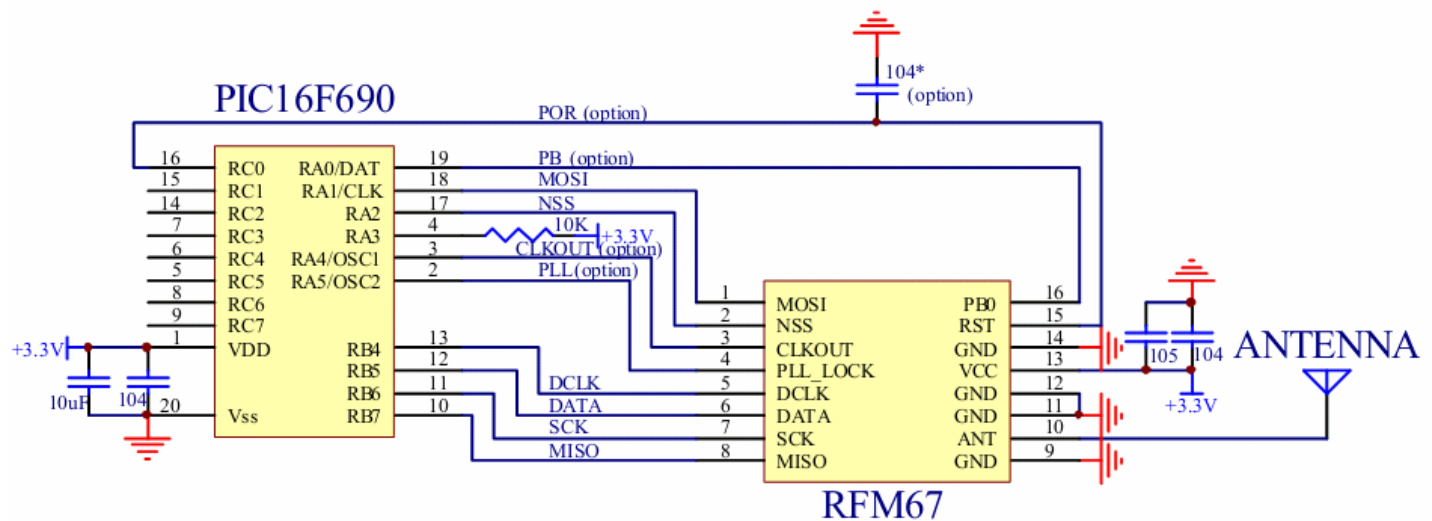 104*
(option)
PIC16F690
POR (option)
16 RC0 RA0/DAT 19 PB (option)
15 RC1 RA1/CLK 18 MOSI
14 RC2 RA2 17 NSS
7 RC3 RA3 4 10K +3.3V
6 RC4 RA4/OSC1 3 CLKOUT (option)
5 RC5 RA5/OSC2 2 PLL(option)
8 RC6
9 RC7
+3.3V 1 VDD RB4 13 DCLK
RB5 12 DATA
RB6 11 SCK
10uF 104 20 Vss RB7 10 MISO
1 MOSI PB0 16
2 NSS RST 15
3 CLKOUT GND 14
4 PLL_LOCK VCC 13
5 DCLK GND 12
6 DATA GND 11
7 SCK ANT 10
8 MISO GND 9
105 104
+3.3V
ANTENNA
RFM67